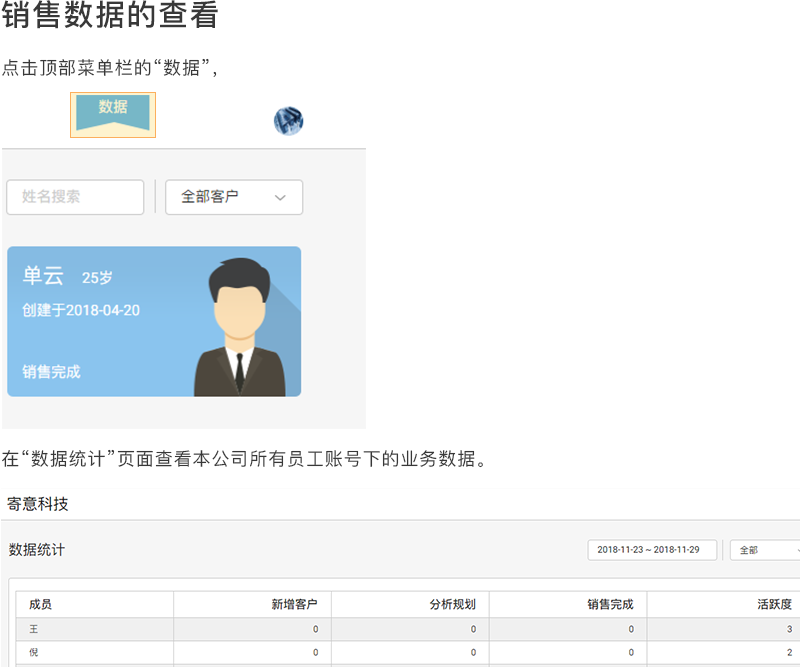 销售数据的查看
点击顶部菜单栏的“数据”，
数据
姓名搜索
全部客户
单云 25岁
创建于2018-04-20
销售完成
在“数据统计”页面查看本公司所有员工账号下的业务数据。
寄意科技
数据统计 2018-11-23 ~ 2018-11-29 全部
成员 新增客户 分析规划 销售完成 活跃度
王 0 0 0 3
倪 0 0 0 2